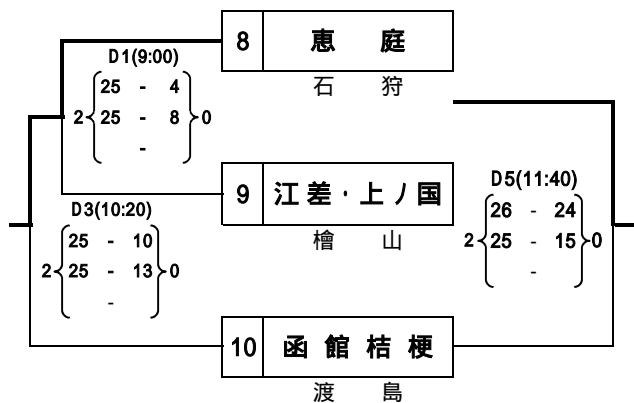 8 恵 庭
石 狩
D1(9:00)
25 - 4
2 25 - 8 0
-
9 江差・上ノ国
檜 山
D3(10:20)
25 - 10
2 25 - 13 0
-
D5(11:40)
26 - 24
2 25 - 15 0
-
10 函館桔梗
渡 島